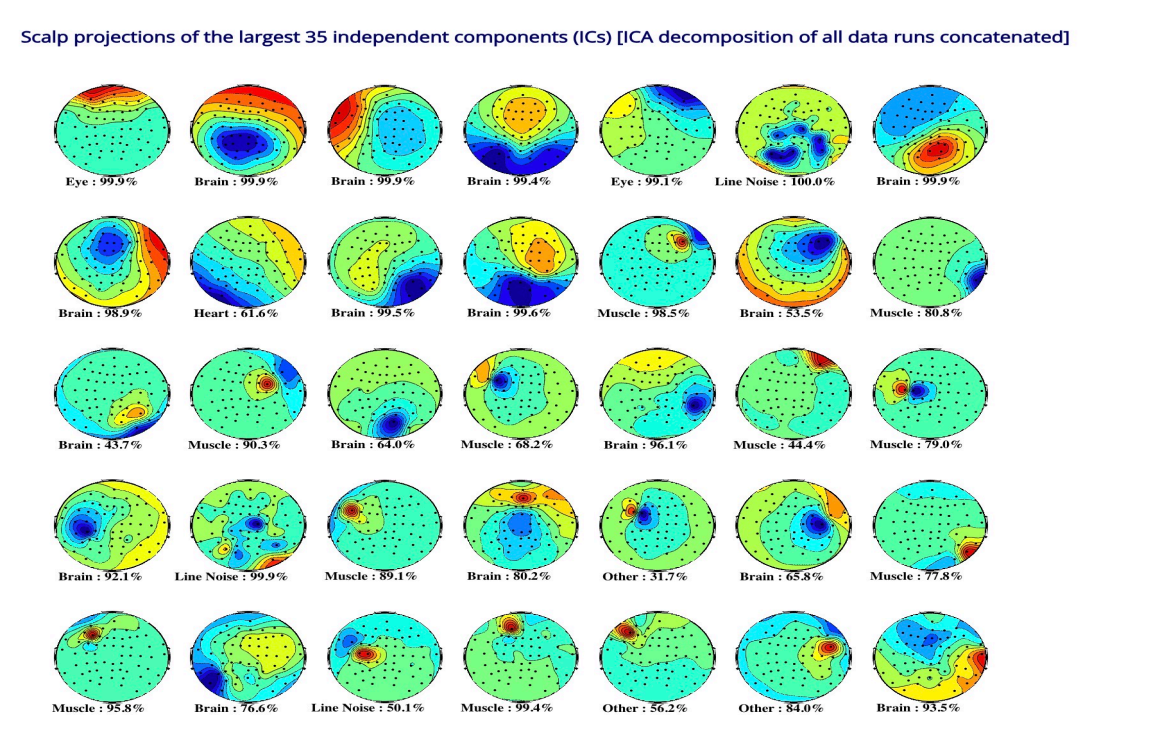 Scalp projections of the largest 35 independent components (ICs) [ICA decomposition of all data runs concatenated]
Eye : 99.9% Brain : 99.9% Brain : 99.9% Brain : 99.4% Eye : 99.1% Line Noise : 100.0% Brain : 99.9%
Brain : 98.9% Heart : 61.6% Brain : 99.5% Brain : 99.6% Muscle : 98.5% Brain : 53.5% Muscle : 80.8%
Brain : 43.7% Muscle : 90.3% Brain : 64.0% Muscle : 68.2% Brain : 96.1% Muscle : 44.4% Muscle : 79.0%
Brain : 92.1% Line Noise : 99.9% Muscle : 89.1% Brain : 80.2% Other : 31.7% Brain : 65.8% Muscle : 77.8%
Muscle : 95.8% Brain : 76.6% Line Noise : 50.1% Muscle : 99.4% Other : 56.2% Other : 84.0% Brain : 93.5%